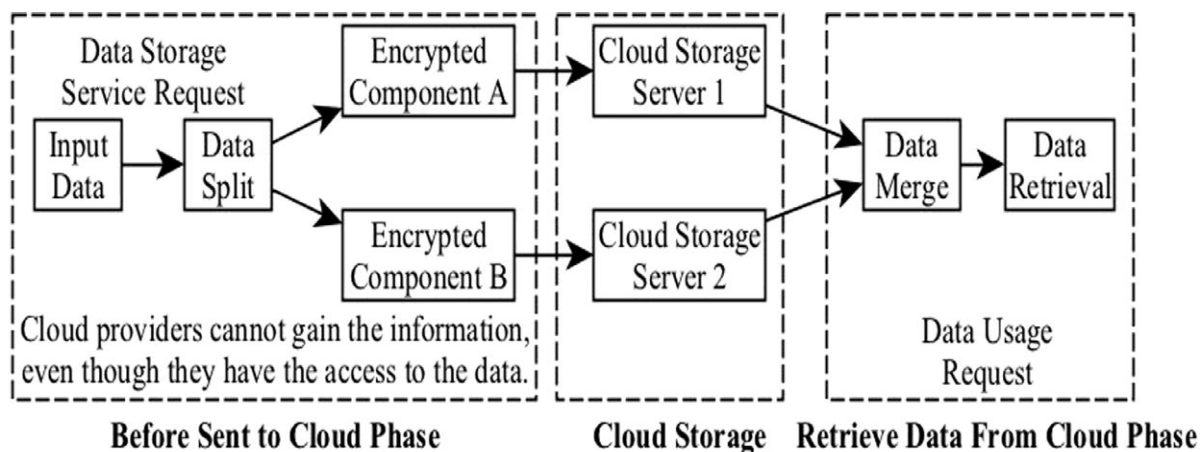 Data Storage
Service Request
Input
Data
Data
Split
Encrypted
Component A
Encrypted
Component B
Cloud providers cannot gain the information,
even though they have the access to the data.
Before Sent to Cloud Phase
Cloud Storage
Server 1
Cloud Storage
Server 2
Cloud Storage
Data
Merge
Data
Retrieval
Data Usage
Request
Retrieve Data From Cloud Phase